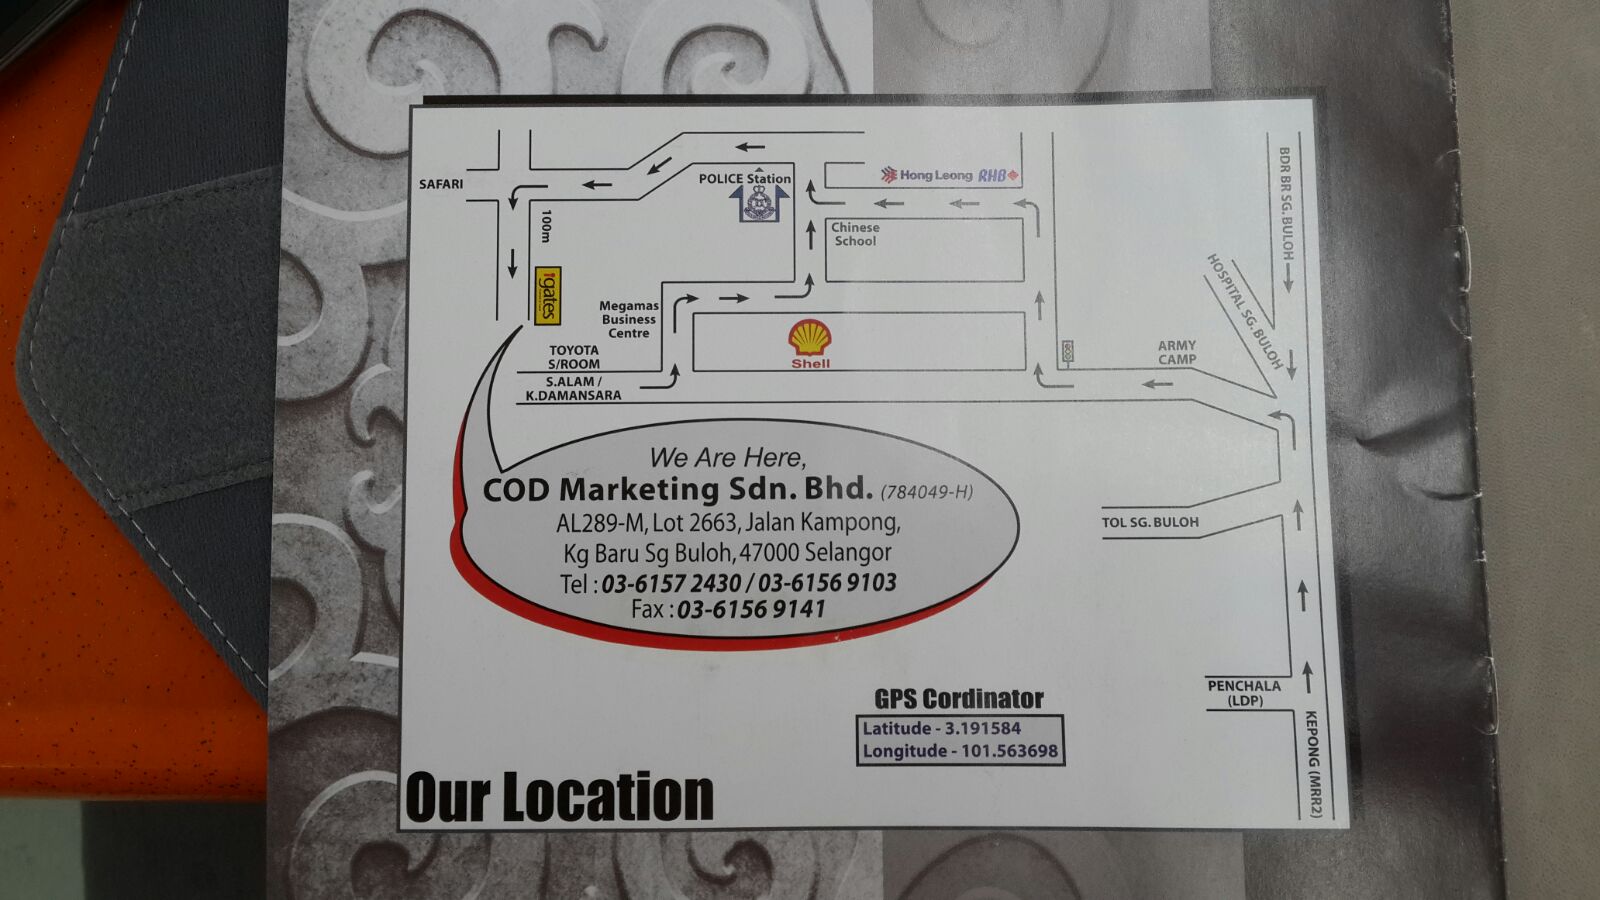 POLICE Station
Hong Leong RHB
SAFARI
100m
Chinese
School
BDR BR SG. BULOH
HOSPITAL SG. BULOH
igates
Megamas
Business
Centre
Shell
TOYOTA
S/ROOM
S.ALAM /
K.DAMANSARA
ARMY
CAMP
We Are Here,
COD Marketing Sdn. Bhd. (784049-H)
AL289-M, Lot 2663, Jalan Kampong,
Kg Baru Sg Buloh, 47000 Selangor
Tel : 03-6157 2430 / 03-6156 9103
Fax : 03-6156 9141
TOL SG. BULOH
PENCHALA
(LDP)
KEPONG (MRR2)
GPS Cordinator
Latitude - 3.191584
Longitude - 101.563698
Our Location